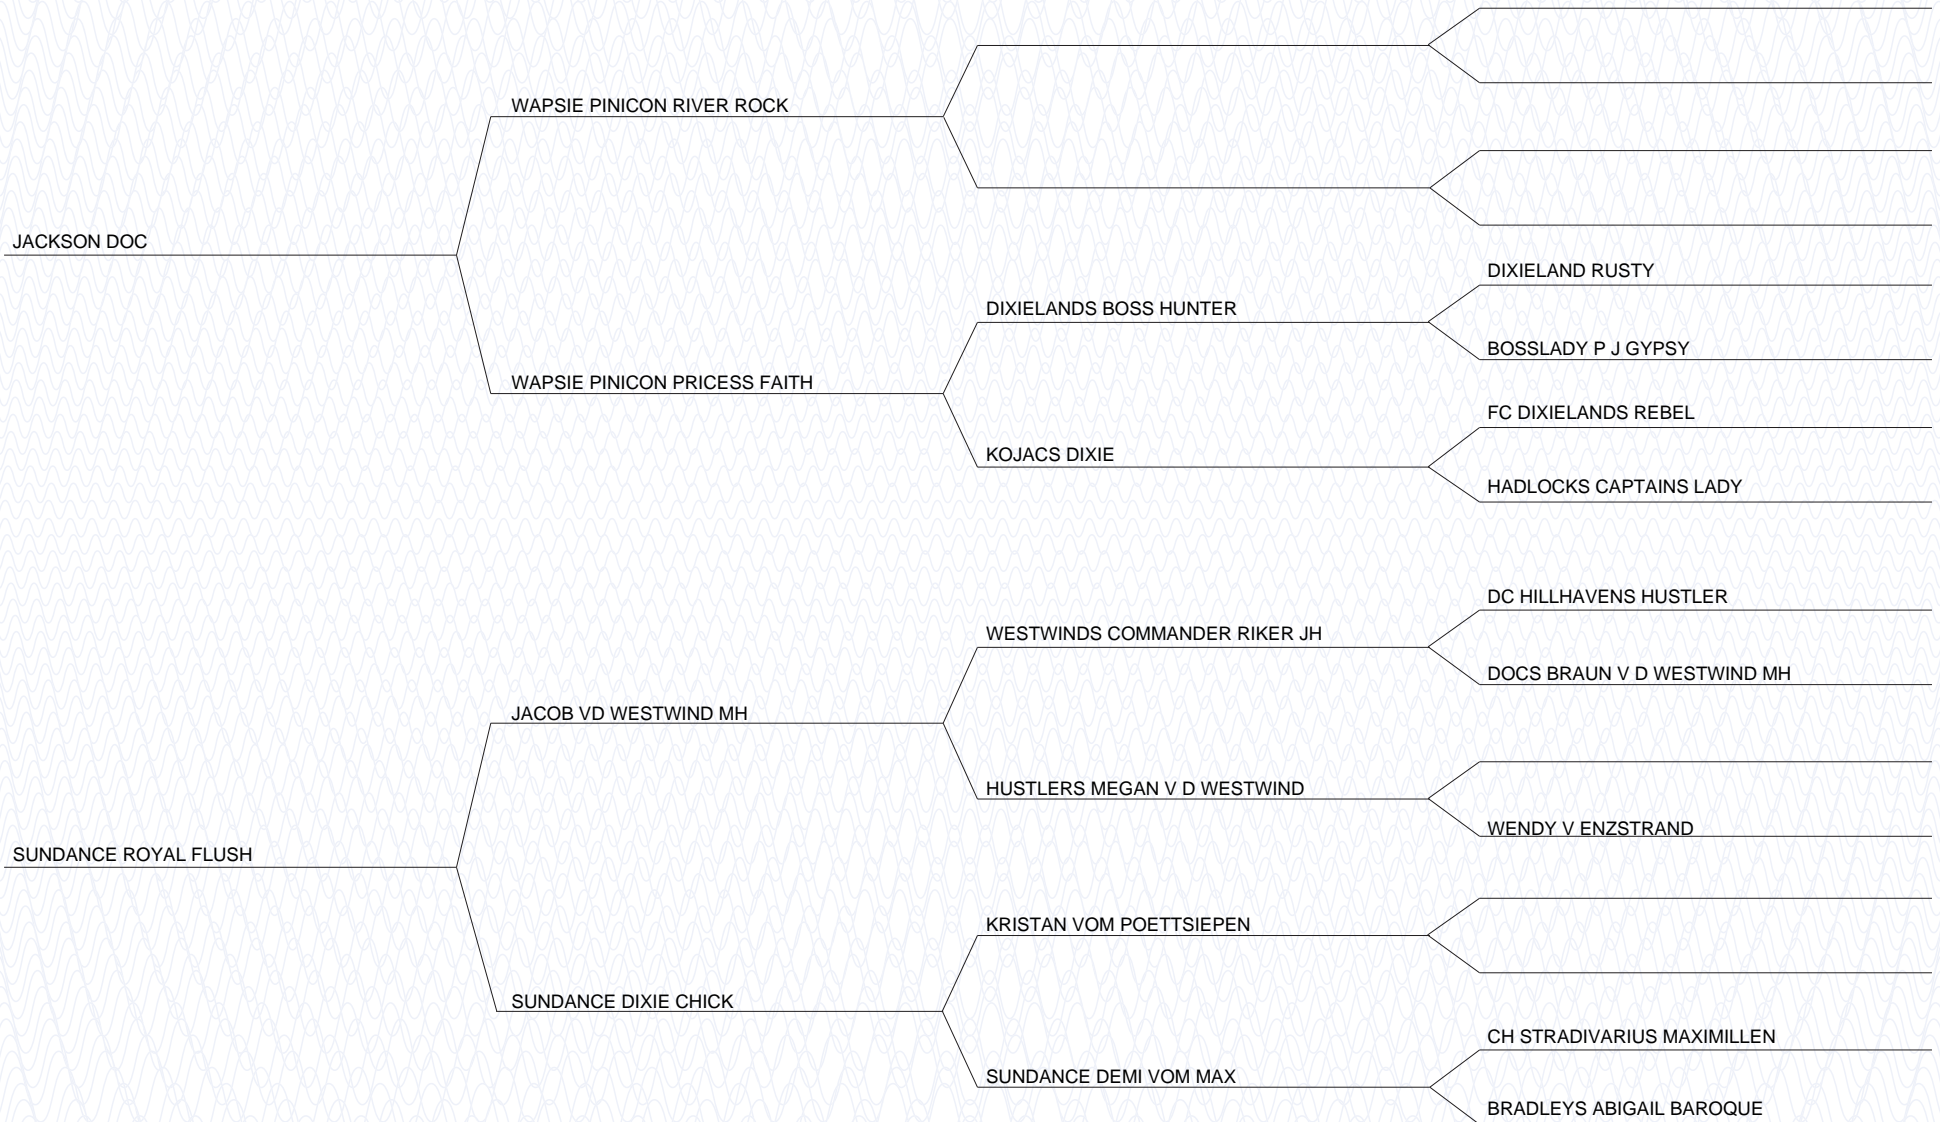 WAPSIE PINICON RIVER ROCK
JACKSON DOC
DIXIELAND RUSTY
DIXIELANDS BOSS HUNTER
BOSSLADY P J GYPSY
WAPSIE PINICON PRICESS FAITH
FC DIXIELANDS REBEL
KOJACS DIXIE
HADLOCKS CAPTAINS LADY
DC HILLHAVENS HUSTLER
WESTWINDS COMMANDER RIKER JH
DOCS BRAUN V D WESTWIND MH
JACOB VD WESTWIND MH
HUSTLERS MEGAN V D WESTWIND
WENDY V ENZSTRAND
SUNDANCE ROYAL FLUSH
KRISTAN VOM POETTSIEPEN
SUNDANCE DIXIE CHICK
CH STRADIVARIUS MAXIMILLEN
SUNDANCE DEMI VOM MAX
BRADLEYS ABIGAIL BAROQUE